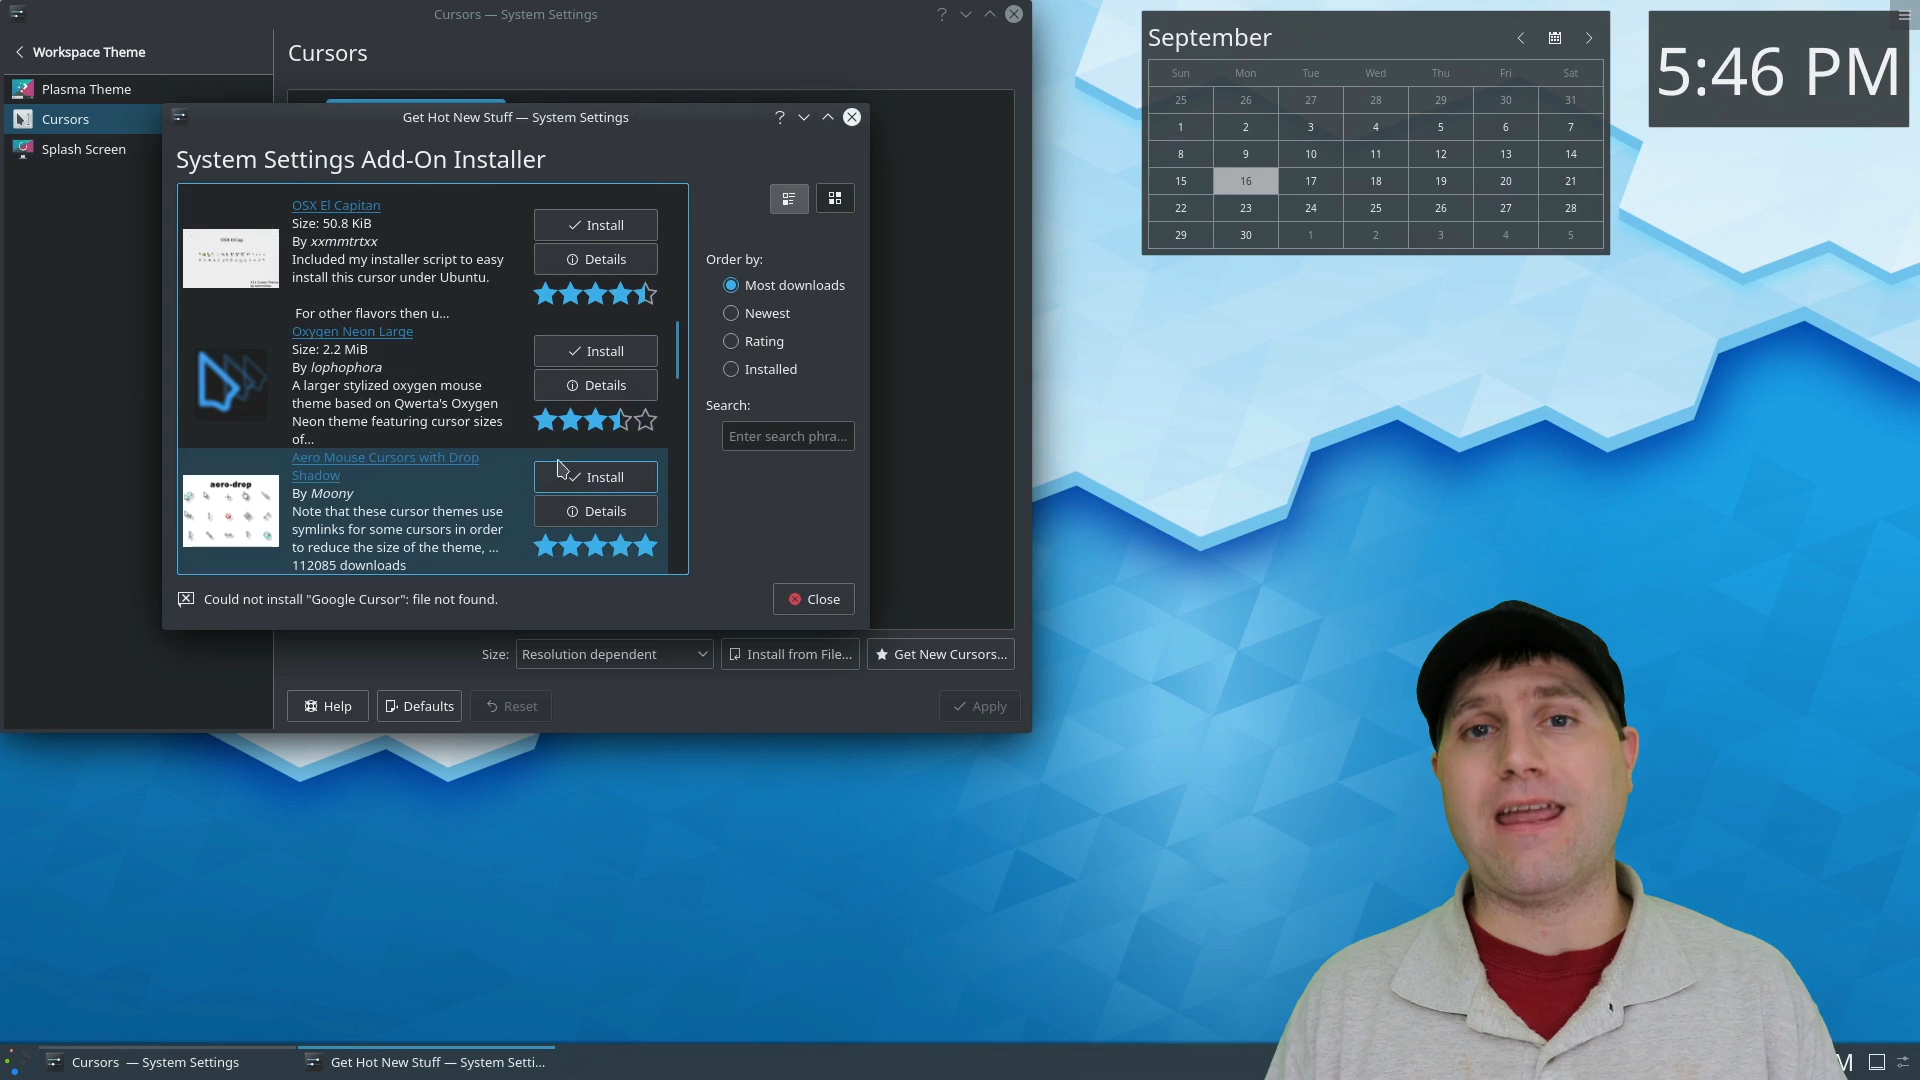 Cursors — System Settings
Workspace Theme
Plasma Theme
Cursors
Splash Screen
Cursors
Get Hot New Stuff — System Settings
System Settings Add-On Installer
OSX El Capitan
Size: 50.8 KiB
By xxmmtrtxx
Included my installer script to easy
install this cursor under Ubuntu.
For other flavors then u...
Install
Details
Oxygen Neon Large
Size: 2.2 MiB
By lophophora
A larger stylized oxygen mouse
theme based on Qwerta's Oxygen
Neon theme featuring cursor sizes
of...
Install
Details
aero-drop
Aero Mouse Cursors with Drop
Shadow
By Moony
Note that these cursor themes use
symlinks for some cursors in order
to reduce the size of the theme, ...
112085 downloads
Install
Details
Order by:
Most downloads
Newest
Rating
Installed
Search:
Enter search phra...
Could not install "Google Cursor": file not found.
Close
Size:
Resolution dependent
Install from File...
Get New Cursors...
Help
Defaults
Reset
Apply
September
Sun Mon Tue Wed Thu Fri Sat
25 26 27 28 29 30 31
1 2 3 4 5 6 7
8 9 10 11 12 13 14
15 16 17 18 19 20 21
22 23 24 25 26 27 28
29 30 1 2 3 4 5
5:46 PM
Cursors — System Settings
Get Hot New Stuff — System Setti...
M